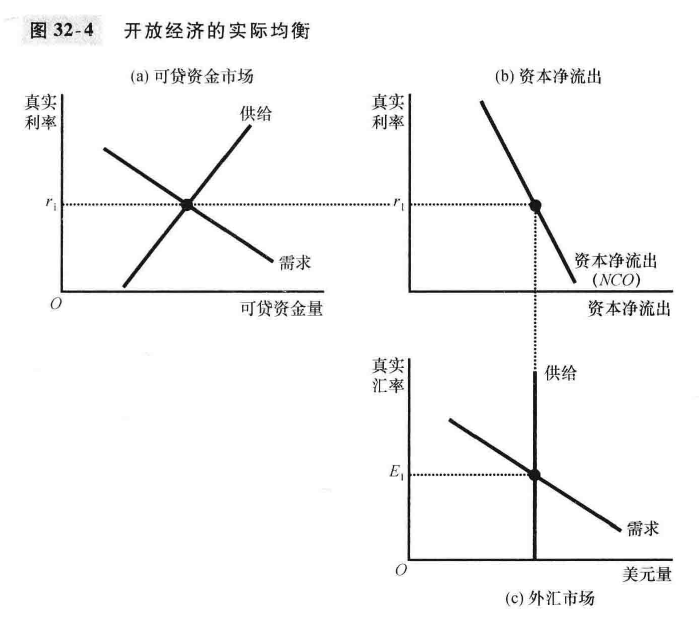 图 32-4 开放经济的实际均衡
(a) 可贷资金市场
真实
利率
供给
r₁
需求
O
可贷资金量
(b) 资本净流出
真实
利率
r₁
资本净流出
(NCO)
资本净流出
真实
汇率
供给
E₁
需求
O
美元量
(c) 外汇市场